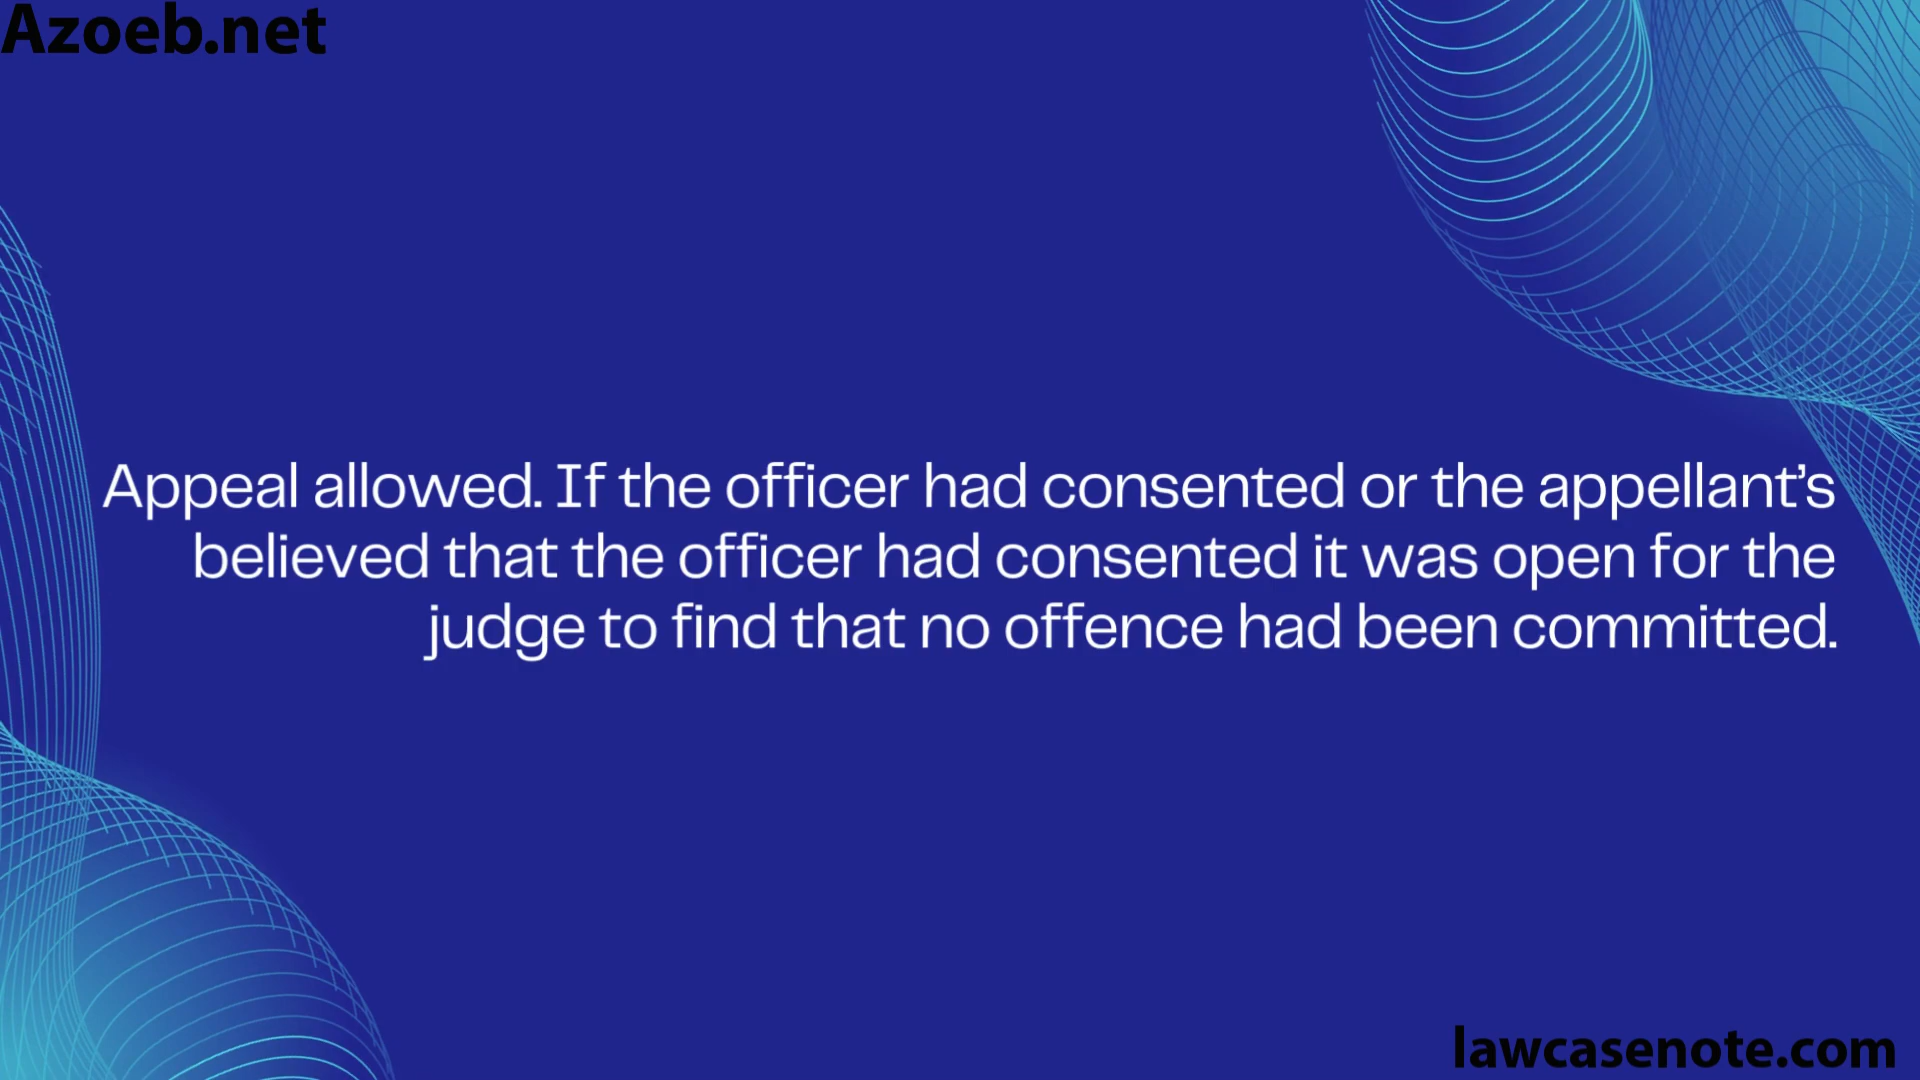 Azoeb.net
Appeal allowed. If the officer had consented or the appellant’s
believed that the officer had consented it was open for the
judge to find that no offence had been committed.
lawcasenote.com